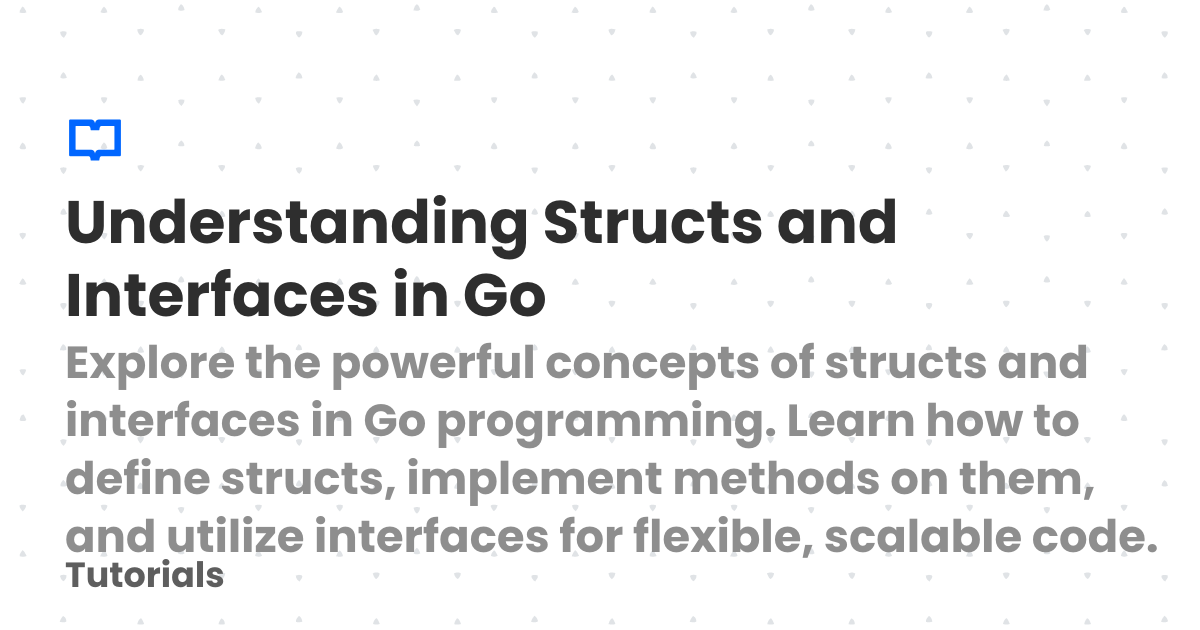 Understanding Structs and
Interfaces in Go
Explore the powerful concepts of structs and
interfaces in Go programming. Learn how to
define structs, implement methods on them,
and utilize interfaces for flexible, scalable code.
Tutorials